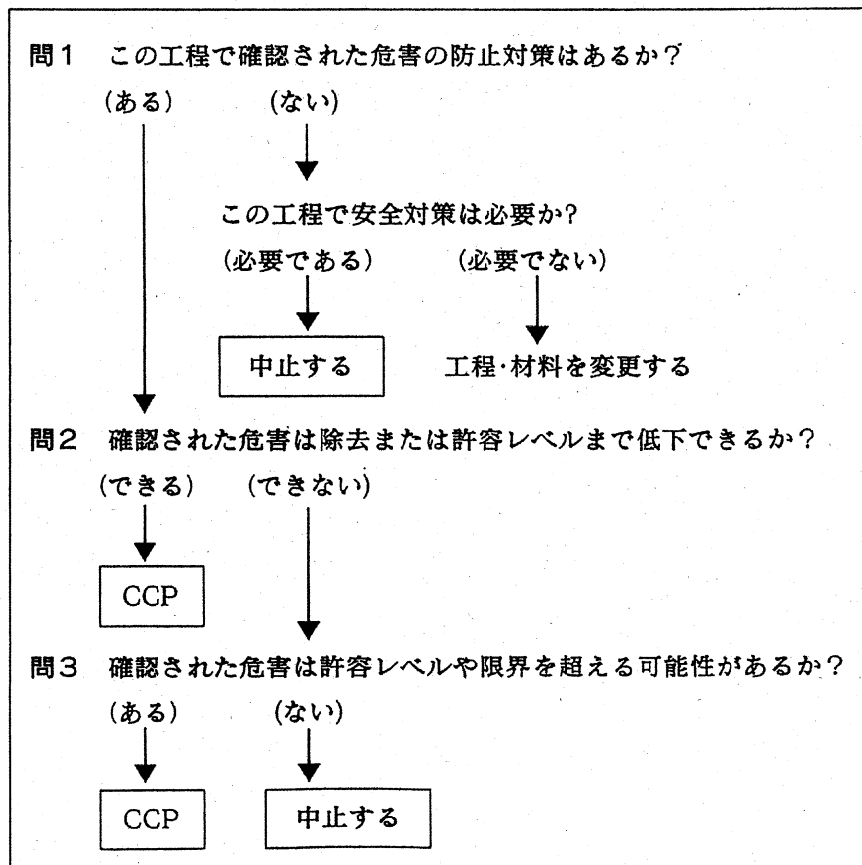 問1 この工程で確認された危害の防止対策はあるか?
(ある) (ない)
この工程で安全対策は必要か?
(必要である) (必要でない)
中止する 工程・材料を変更する
問2 確認された危害は除去または許容レベルまで低下できるか?
(できる) (できない)
CCP
問3 確認された危害は許容レベルや限界を超える可能性があるか?
(ある) (ない)
CCP 中止する